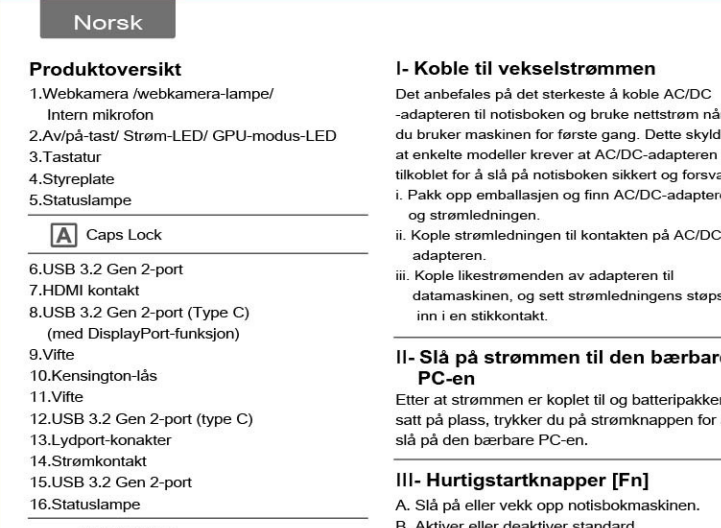 Norsk
Produktoversikt
1.Webkamera /webkamera-lampe/
Intern mikrofon
2.Av/på-tast/ Strøm-LED/ GPU-modus-LED
3.Tastatur
4.Styreplate
5.Statuslampe
A Caps Lock
6.USB 3.2 Gen 2-port
7.HDMI kontakt
8.USB 3.2 Gen 2-port (Type C)
(med DisplayPort-funksjon)
9.Vifte
10.Kensington-lås
11.Vifte
12.USB 3.2 Gen 2-port (type C)
13.Lydport-konakter
14.Strømkontakt
15.USB 3.2 Gen 2-port
16.Statuslampe
I- Koble til vekselstrømmen
Det anbefales på det sterkeste å koble AC/DC
-adapteren til notisboken og bruke nettstrøm
du bruker maskinen for første gang. Dette
at enkelte modeller krever at AC/DC-adapteren
tilkoblet for å slå på notisboken sikkert og
i. Pakk opp emballasjen og finn
og strømledningen.
ii. Kople strømledningen til kontakten på AC/DC
adapteren.
iii. Kople likestrømenden av adapteren til
datamaskinen, og sett strømledningens
inn i en stikkontakt.
II- Slå på strømmen til den
PC-en
Etter at strømmen er koplet til og
satt på plass, trykker du på strømknappen for
slå på den bærbare PC-en.
III- Hurtigstartknapper [Fn]
A. Slå på eller vekk opp notisbokmaskinen.
B. Aktiver eller deaktiver standard